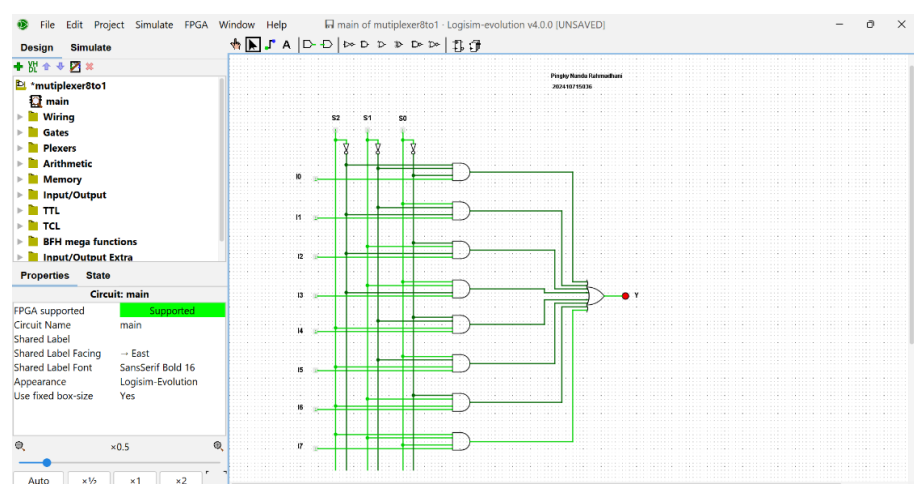 File Edit Project Simulate FPGA Window Help main of mutiplexer8to1 · Logisim-evolution v4.0.0 [UNSAVED]
Design Simulate
A
VH
DL
*mutiplexer8to1
main
Wiring
Gates
Plexers
Arithmetic
Memory
Input/Output
TTL
TCL
BFH mega functions
Input/Output Extra
Properties State
Circuit: main
FPGA supported Supported
Circuit Name main
Shared Label
Shared Label Facing → East
Shared Label Font SansSerif Bold 16
Appearance Logisim-Evolution
Use fixed box-size Yes
×0.5
Auto ×½ ×1 ×2
Pingky Nanda Rahmadhani
202410715036
S2 S1 S0
I0
I1
I2
I3
Y
I4
I5
I6
I7